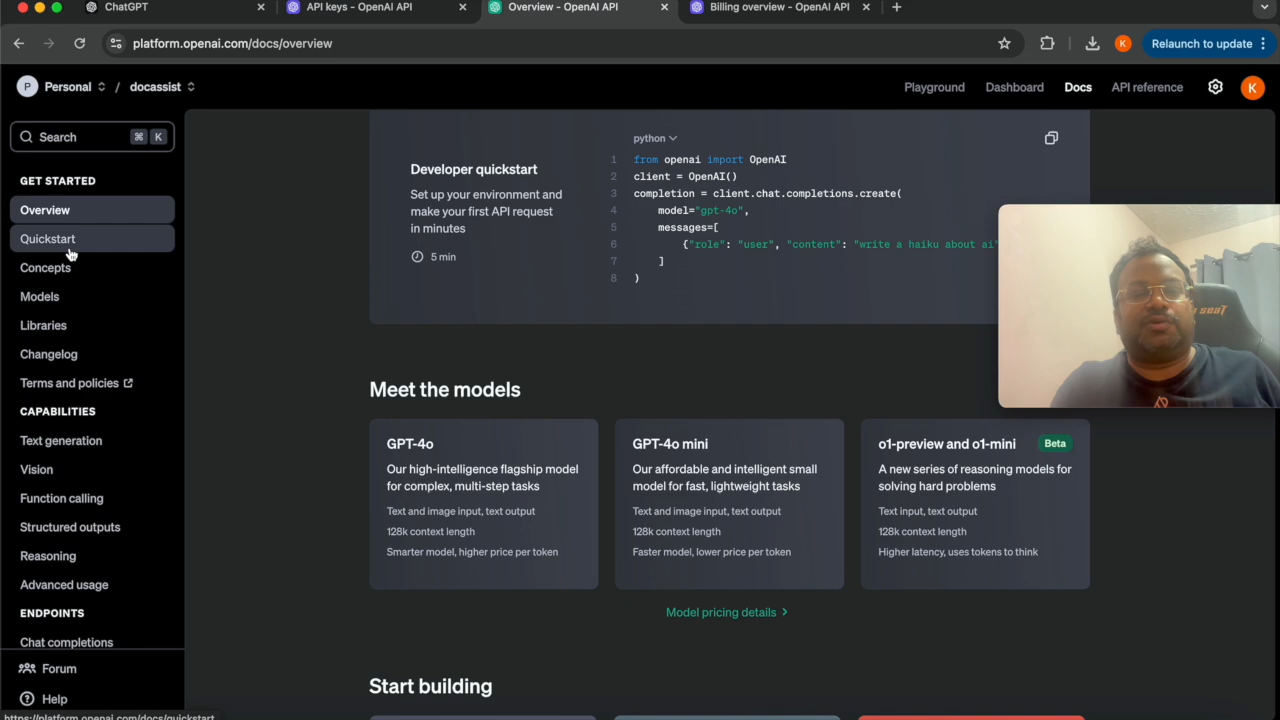 ChatGPT
API keys - OpenAI API
Overview - OpenAI API
Billing overview - OpenAI API
platform.openai.com/docs/overview
K
Relaunch to update
P
Personal
/
docassist
Playground
Dashboard
Docs
API reference
K
Search
⌘
K
GET STARTED
Overview
Quickstart
Concepts
Models
Libraries
Changelog
Terms and policies
CAPABILITIES
Text generation
Vision
Function calling
Structured outputs
Reasoning
Advanced usage
ENDPOINTS
Chat completions
Forum
Help
https://platform.openai.com/docs/quickstart
Developer quickstart
Set up your environment and
make your first API request
in minutes
5 min
python
1 from openai import OpenAI
2 client = OpenAI()
3 completion = client.chat.completions.create(
4 model="gpt-4o",
5 messages=[
6 {"role": "user", "content": "write a haiku about ai"
7 ]
8 )
Meet the models
GPT-4o
Our high-intelligence flagship model
for complex, multi-step tasks
Text and image input, text output
128k context length
Smarter model, higher price per token
GPT-4o mini
Our affordable and intelligent small
model for fast, lightweight tasks
Text and image input, text output
128k context length
Faster model, lower price per token
o1-preview and o1-mini
Beta
A new series of reasoning models for
solving hard problems
Text input, text output
128k context length
Higher latency, uses tokens to think
Model pricing details
Start building